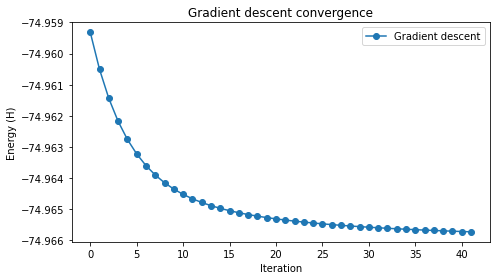 Gradient descent convergence
Gradient descent
−74.959
−74.960
−74.961
−74.962
−74.963
−74.964
−74.965
−74.966
Energy (H)
0 5 10 15 20 25 30 35 40
Iteration